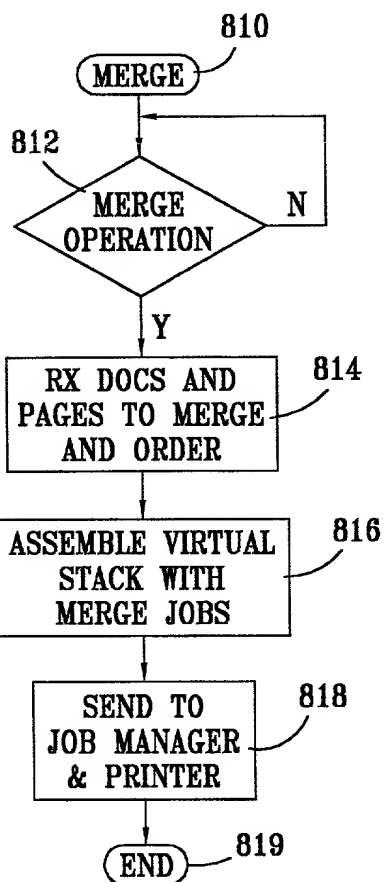 810
MERGE
812
MERGE
OPERATION
N
Y
RX DOCS AND
PAGES TO MERGE
AND ORDER
814
ASSEMBLE VIRTUAL
STACK WITH
MERGE JOBS
816
SEND TO
JOB MANAGER
& PRINTER
818
END
819